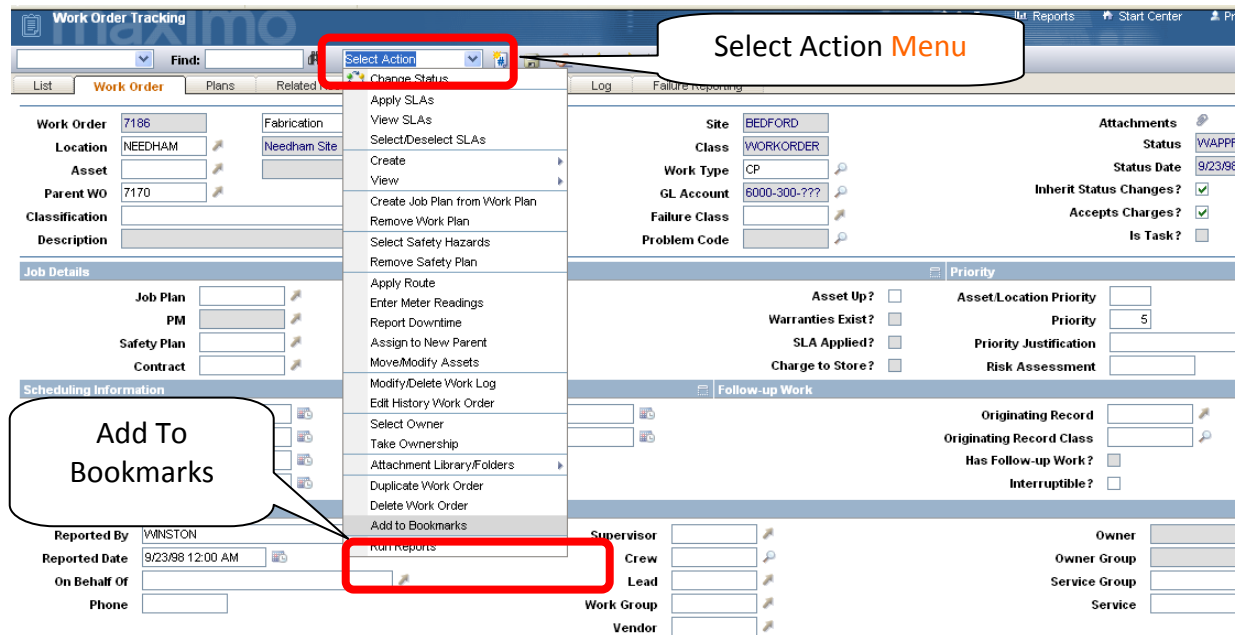 Work Order Tracking
maximo
Reports Start Center
Select Action Menu
Find: Select Action
List Work Order Plans Log Failure Reporting
Change Status
Apply SLAs
View SLAs
Select/Deselect SLAs
Create
View
Create Job Plan from Work Plan
Remove Work Plan
Select Safety Hazards
Remove Safety Plan
Apply Route
Enter Meter Readings
Report Downtime
Assign to New Parent
Move/Modify Assets
Modify/Delete Work Log
Edit History Work Order
Select Owner
Take Ownership
Attachment Library/Folders
Duplicate Work Order
Delete Work Order
Add to Bookmarks
Run Reports
Work Order 7186 Fabrication
Location NEEDHAM Needham Site
Asset
Parent WO 7170
Classification
Description
Site BEDFORD
Class WORKORDER
Work Type CP
GL Account 6000-300-???
Failure Class
Problem Code
Attachments
Status
Status Date
Inherit Status Changes?
Accepts Charges?
Is Task?
Job Details
Job Plan
PM
Safety Plan
Contract
Asset Up?
Warranties Exist?
SLA Applied?
Charge to Store?
Priority
Asset/Location Priority
Priority 5
Priority Justification
Risk Assessment
Scheduling Information
Follow-up Work
Add To
Bookmarks
Originating Record
Originating Record Class
Has Follow-up Work?
Interruptible?
Reported By WINSTON
Reported Date 9/23/98 12:00 AM
On Behalf Of
Phone
Supervisor
Crew
Lead
Work Group
Vendor
Owner
Owner Group
Service Group
Service